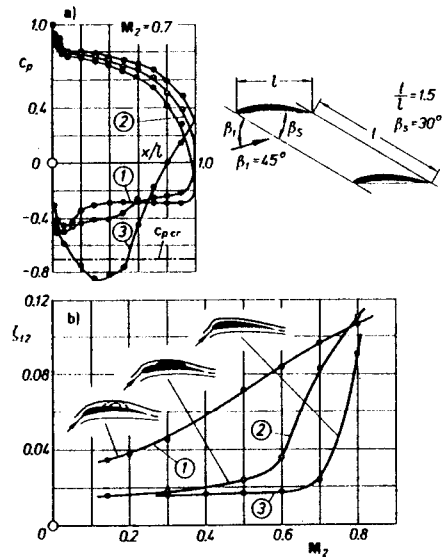 a)
M₂ = 0.7
1.0
cₚ
0.4
0
-0.4
-0.8
②
x/l
1.0
①
③
cₚ cr
l
t
β₁
βₛ
β₁ = 45°
t/l = 1.5
βₛ = 30°
b)
0.12
ζ₁₂
0.08
0.04
0
①
②
③
0
0.2
0.4
0.6
0.8
M₂